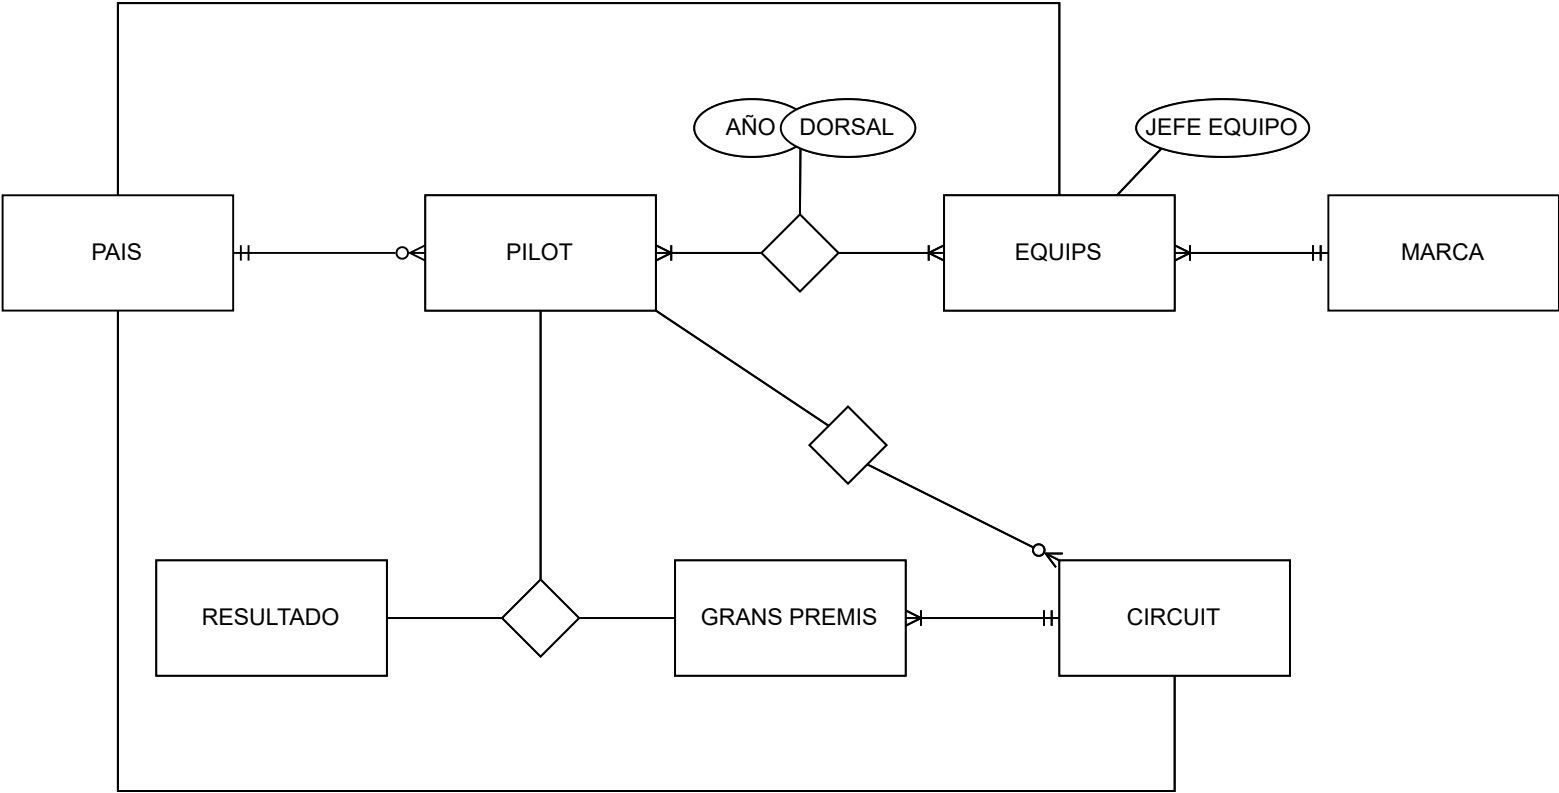 AÑO
DORSAL
JEFE EQUIPO
PAIS
PILOT
EQUIPS
MARCA
RESULTADO
GRANS PREMIS
CIRCUIT